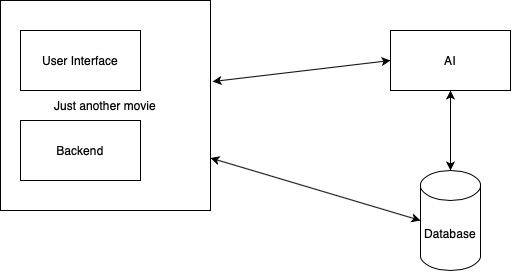 User Interface
AI
Just another movie
Backend
Database